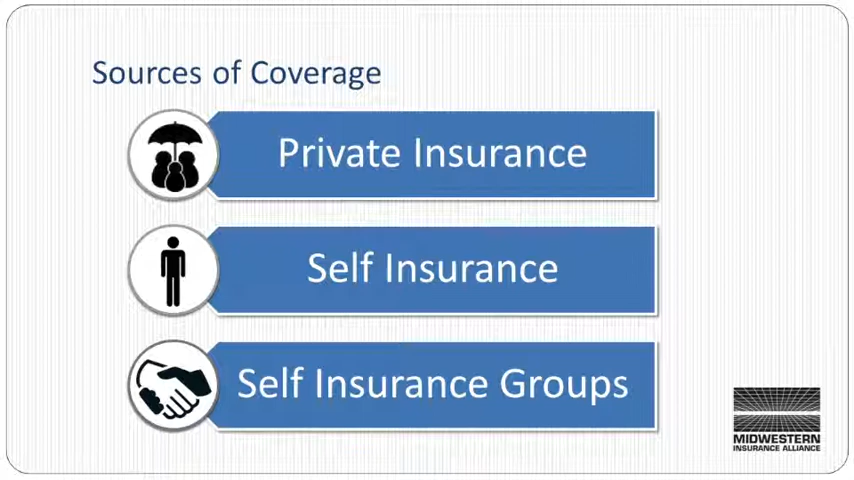 Sources of Coverage
Private Insurance
Self Insurance
Self Insurance Groups
MIDWESTERN
INSURANCE ALLIANCE